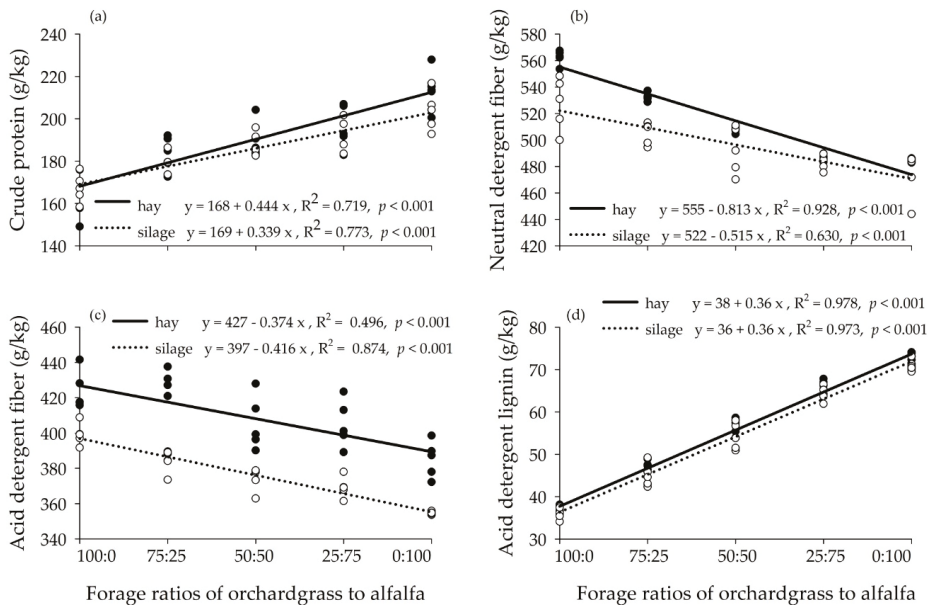 (a)
Crude protein (g/kg)
240
220
200
180
160
140
hay y = 168 + 0.444 x , R2 = 0.719, p < 0.001
silage y = 169 + 0.339 x , R2 = 0.773, p < 0.001
(b)
Neutral detergent fiber (g/kg)
580
560
540
520
500
480
460
440
420
hay y = 555 - 0.813 x , R2 = 0.928, p < 0.001
silage y = 522 - 0.515 x , R2 = 0.630, p < 0.001
(c)
hay y = 427 - 0.374 x , R2 = 0.496, p < 0.001
silage y = 397 - 0.416 x , R2 = 0.874, p < 0.001
Acid detergent fiber (g/kg)
460
440
420
400
380
360
340
100:0 75:25 50:50 25:75 0:100
Forage ratios of orchardgrass to alfalfa
hay y = 38 + 0.36 x , R2 = 0.978, p < 0.001
(d)
silage y = 36 + 0.36 x , R2 = 0.973, p < 0.001
Acid detergent lignin (g/kg)
80
70
60
50
40
30
100:0 75:25 50:50 25:75 0:100
Forage ratios of orchardgrass to alfalfa